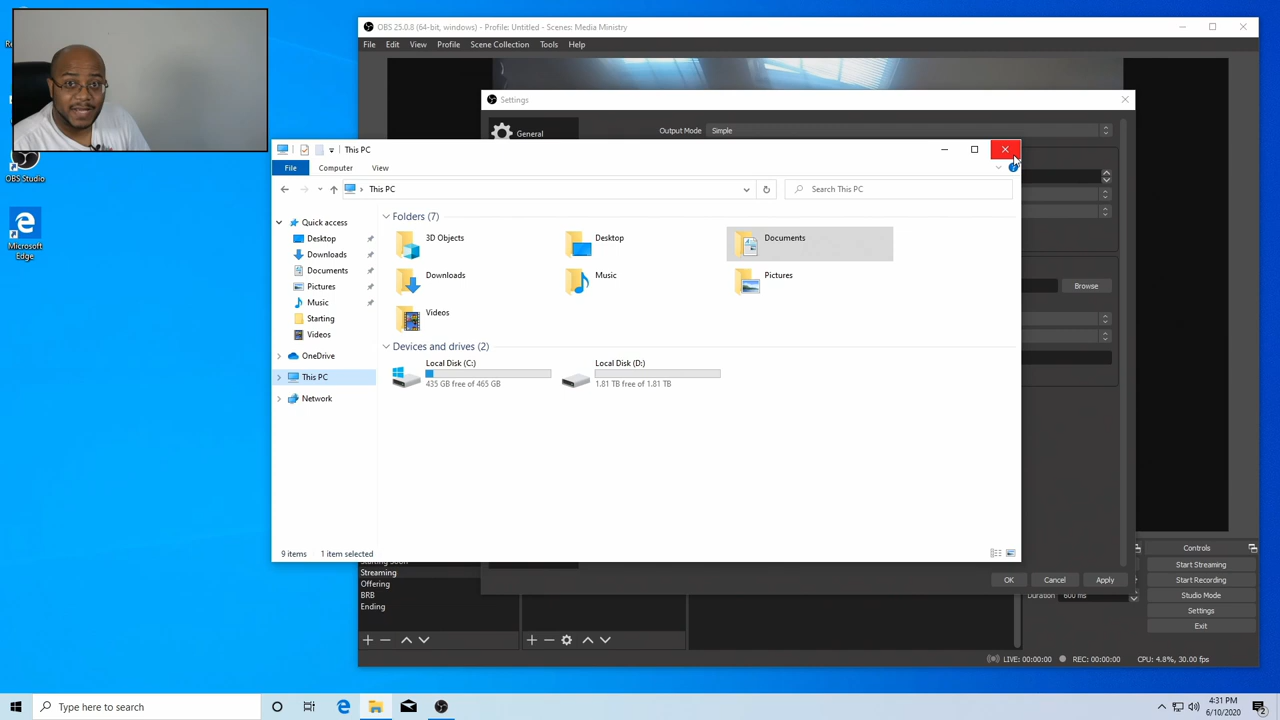 OBS 25.0.8 (64-bit, windows) - Profile: Untitled - Scenes: Media Ministry
File Edit View Profile Scene Collection Tools Help
Settings
General
Output Mode Simple
This PC
File Computer View
This PC
Search This PC
Quick access
Desktop
Downloads
Documents
Pictures
Music
Starting
Videos
OneDrive
This PC
Network
Folders (7)
3D Objects
Desktop
Documents
Downloads
Music
Pictures
Videos
Devices and drives (2)
Local Disk (C:)
435 GB free of 465 GB
Local Disk (D:)
1.81 TB free of 1.81 TB
9 items 1 item selected
Browse
OK Cancel Apply
OBS Studio
Microsoft
Edge
Streaming
Offering
BRB
Ending
Duration 600 ms
Controls
Start Streaming
Start Recording
Studio Mode
Settings
Exit
LIVE: 00:00:00 REC: 00:00:00 CPU: 4.8%, 30.00 fps
Type here to search
4:31 PM
6/10/2020
2